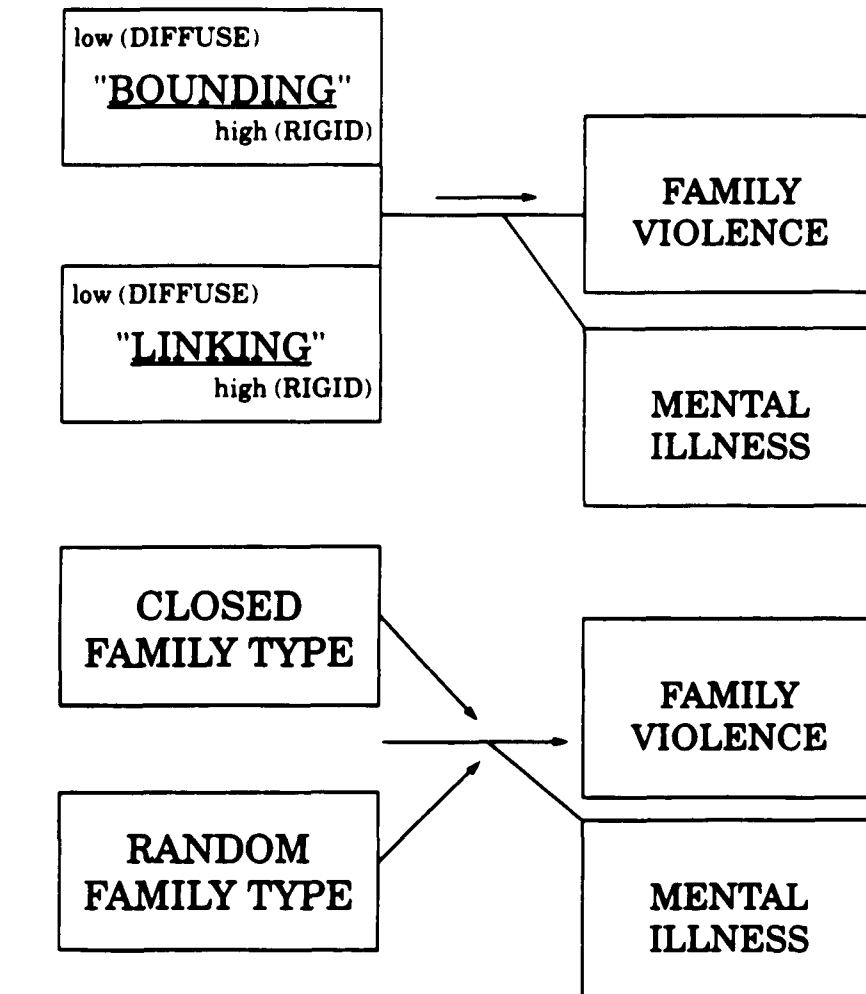 low (DIFFUSE)
"BOUNDING"
high (RIGID)
FAMILY
VIOLENCE
low (DIFFUSE)
"LINKING"
high (RIGID)
MENTAL
ILLNESS
CLOSED
FAMILY TYPE
FAMILY
VIOLENCE
RANDOM
FAMILY TYPE
MENTAL
ILLNESS